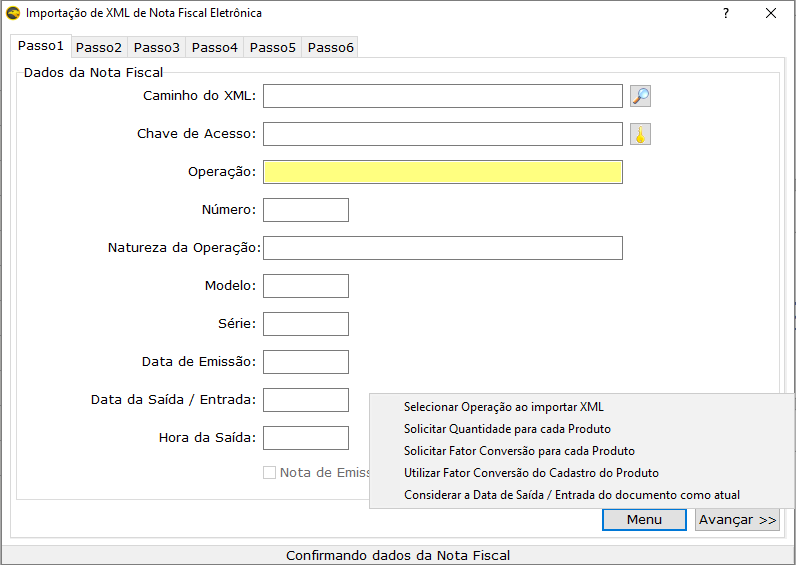 Importação de XML de Nota Fiscal Eletrônica ?
Passo1 Passo2 Passo3 Passo4 Passo5 Passo6
Dados da Nota Fiscal
Caminho do XML:
Chave de Acesso:
Operação:
Número:
Natureza da Operação:
Modelo:
Série:
Data de Emissão:
Data da Saída / Entrada:
Hora da Saída:
Nota de Emiss
Selecionar Operação ao importar XML
Solicitar Quantidade para cada Produto
Solicitar Fator Conversão para cada Produto
Utilizar Fator Conversão do Cadastro do Produto
Considerar a Data de Saída / Entrada do documento como atual
Menu Avançar >>
Confirmando dados da Nota Fiscal